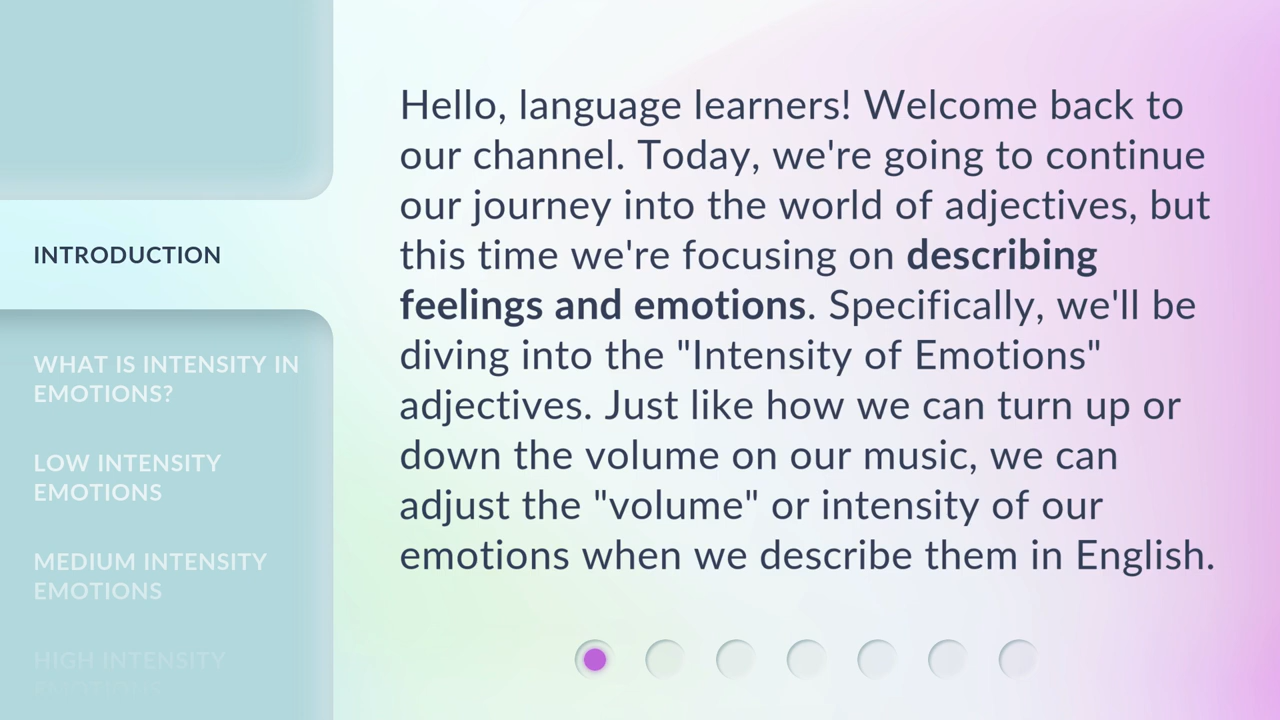 INTRODUCTION
WHAT IS INTENSITY IN
EMOTIONS?
LOW INTENSITY
EMOTIONS
MEDIUM INTENSITY
EMOTIONS
HIGH INTENSITY
EMOTIONS
Hello, language learners! Welcome back to
our channel. Today, we're going to continue
our journey into the world of adjectives, but
this time we're focusing on describing
feelings and emotions. Specifically, we'll be
diving into the "Intensity of Emotions"
adjectives. Just like how we can turn up or
down the volume on our music, we can
adjust the "volume" or intensity of our
emotions when we describe them in English.